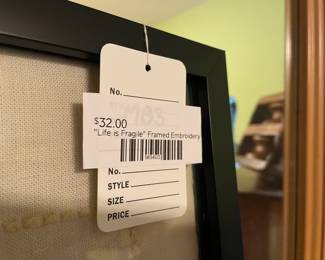 No.
$32.00
"Life is Fragile" Framed Embroidery
No.
STYLE
SIZE
PRICE